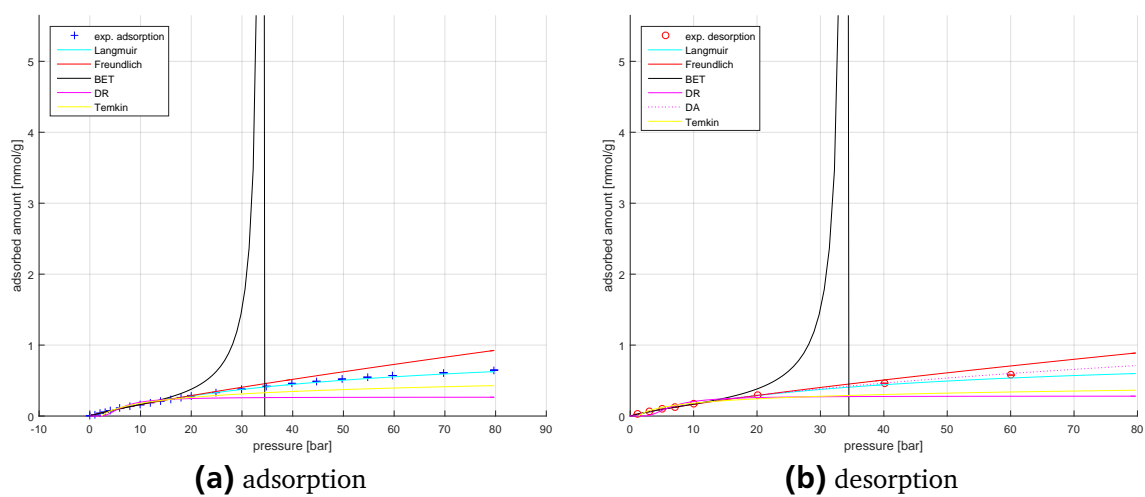 exp. adsorption
Langmuir
Freundlich
BET
DR
Temkin
adsorbed amount [mmol/g]
5
4
3
2
1
0
-10 0 10 20 30 40 50 60 70 80 90
pressure [bar]
(a) adsorption
exp. desorption
Langmuir
Freundlich
BET
DR
DA
Temkin
adsorbed amount [mmol/g]
5
4
3
2
1
0
0 10 20 30 40 50 60 70 80
pressure [bar]
(b) desorption